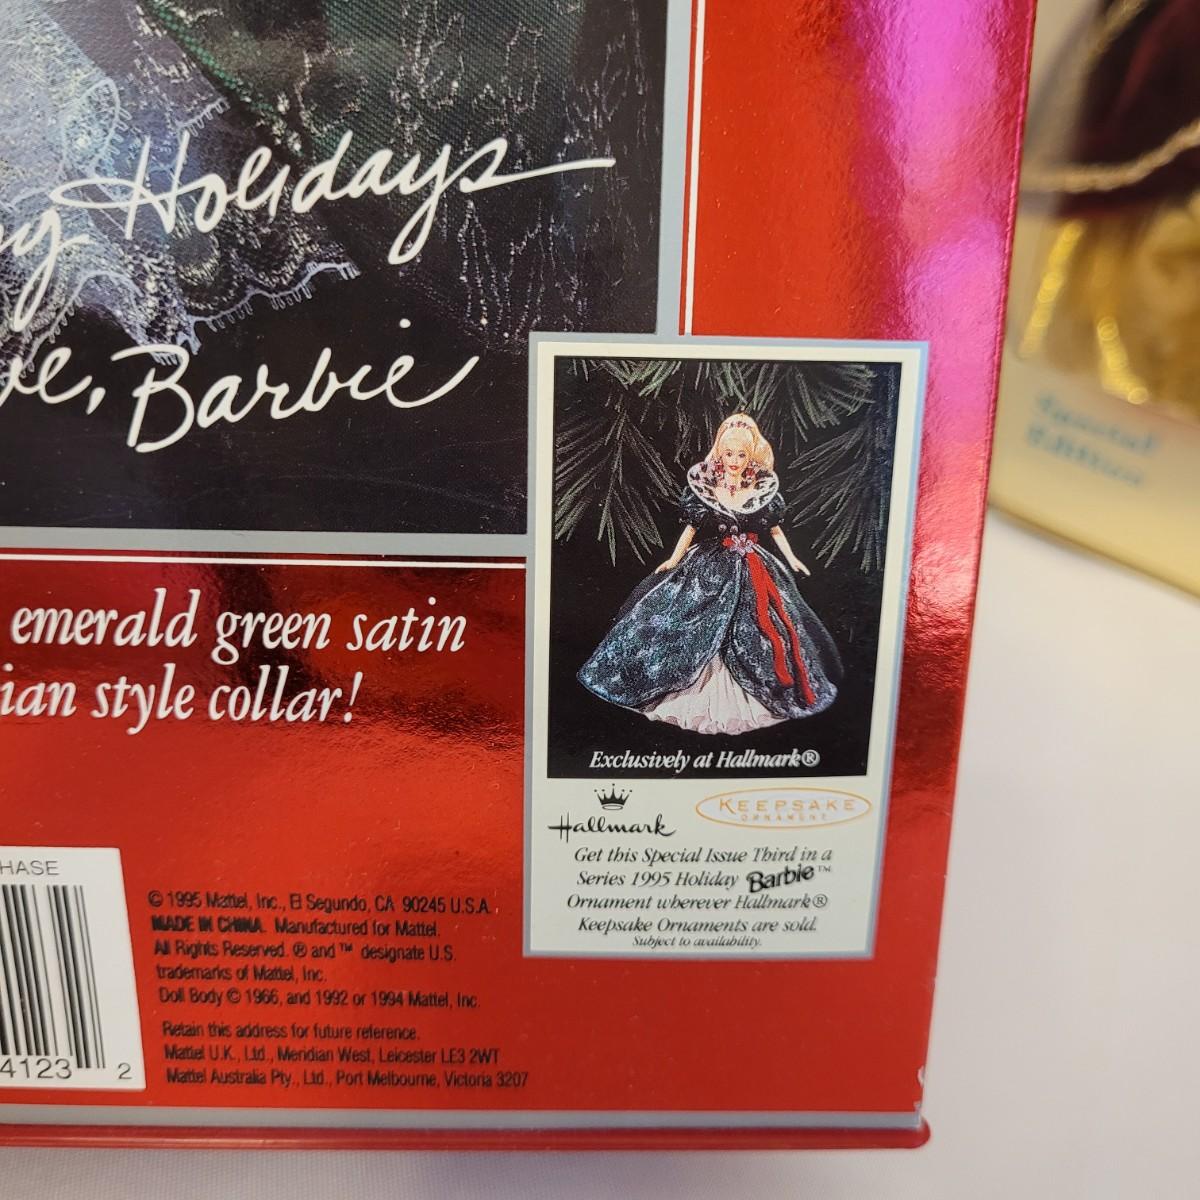 Holidays
Barbie
emerald green satin
style collar!
Exclusively at Hallmark®
Hallmark
KEEPSAKE
ORNAMENT
Get this Special Issue Third in a
Series 1995 Holiday Barbie™
Ornament wherever Hallmark®
Keepsake Ornaments are sold.
Subject to availability.
© 1995 Mattel, Inc., El Segundo, CA 90245 U.S.A.
MADE IN CHINA. Manufactured for Mattel.
All Rights Reserved. ® and ™ designate U.S.
trademarks of Mattel, Inc.
Doll Body © 1966, and 1992 or 1994 Mattel, Inc.
Retain this address for future reference.
Mattel U.K., Ltd., Meridian West, Leicester LE3 2WT
Mattel Australia Pty., Ltd., Port Melbourne, Victoria 3207
4123 2
Special
Edition